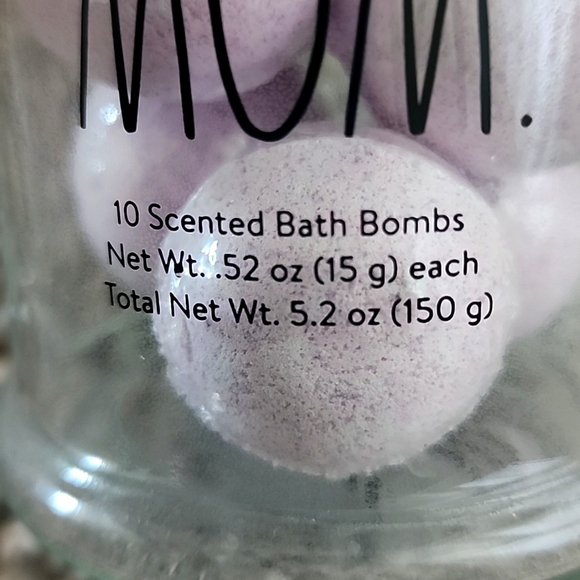 MOM.
10 Scented Bath Bombs
Net Wt. .52 oz (15 g) each
Total Net Wt. 5.2 oz (150 g)